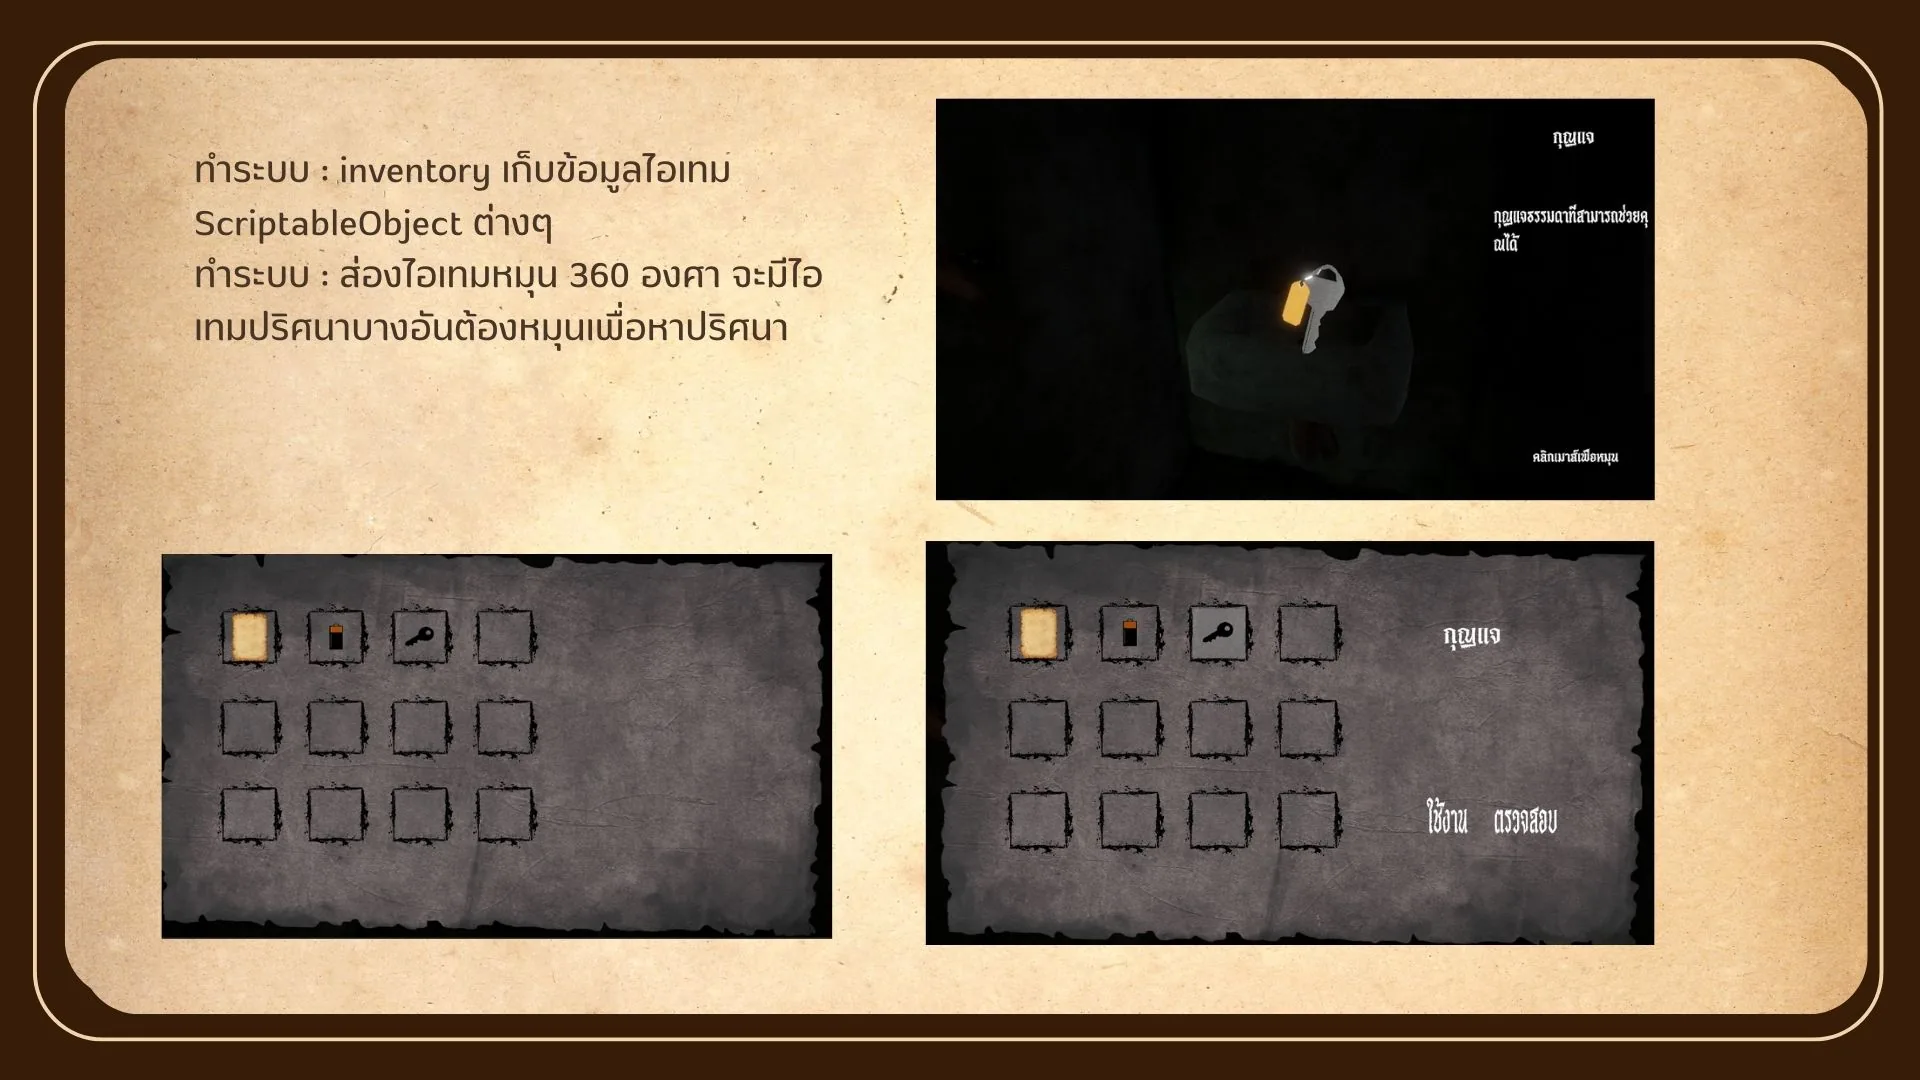 ทำระบบ : inventory เก็บข้อมูลไอเทม
ScriptableObject ต่างๆ
ทำระบบ : ส่องไอเทมหมุน 360 องศา จะมีไอ
เทมปริศนาบางอันต้องหมุนเพื่อหาปริศนา
กุญแจ
กุญแจธรรมดาที่สามารถช่วยคุ
ณได้
คลิกเมาส์เพื่อหมุน
กุญแจ
ใช้งาน ตรวจสอบ